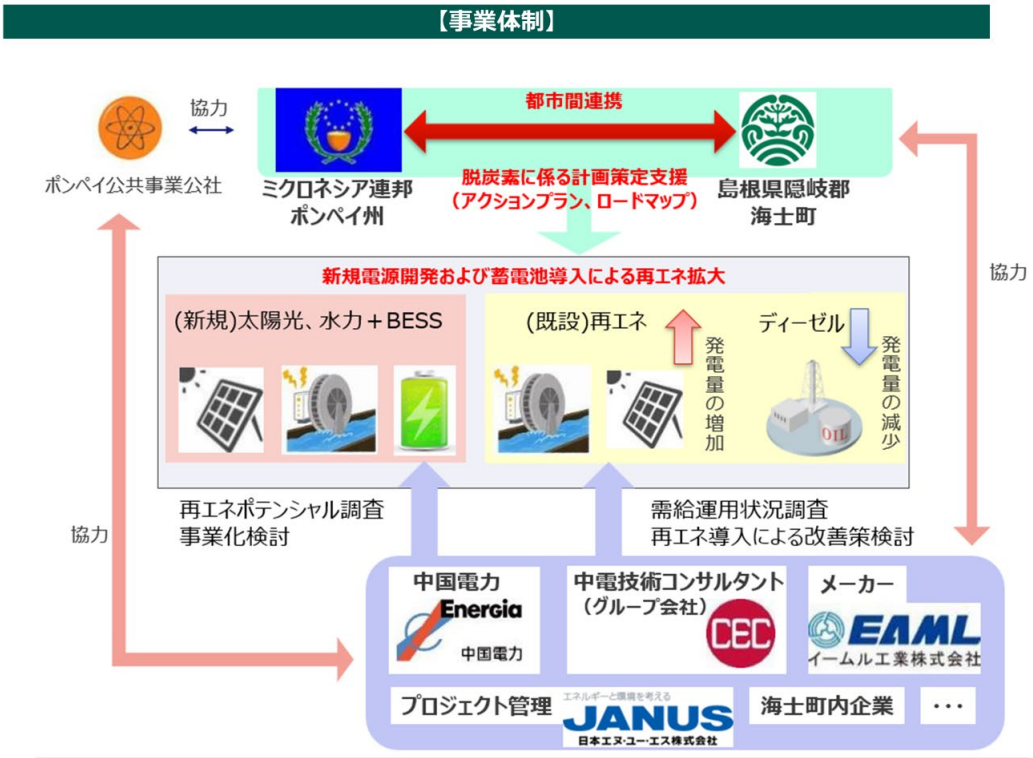 【事業体制】
協力
都市間連携
ポンペイ公共事業公社
ミクロネシア連邦
ポンペイ州
脱炭素に係る計画策定支援
（アクションプラン、ロードマップ）
島根県隠岐郡
海士町
協力
新規電源開発および蓄電池導入による再エネ拡大
(新規)太陽光、水力＋BESS
(既設)再エネ
発電量の増加
ディーゼル
発電量の減少
OIL
再エネポテンシャル調査
事業化検討
需給運用状況調査
再エネ導入による改善策検討
協力
中国電力
Energia
中国電力
中電技術コンサルタント
（グループ会社）
CEC
メーカー
EAML
イームル工業株式会社
プロジェクト管理
エネルギーと環境を考える
JANUS
日本エヌ・ユー・エス株式会社
海士町内企業
・・・